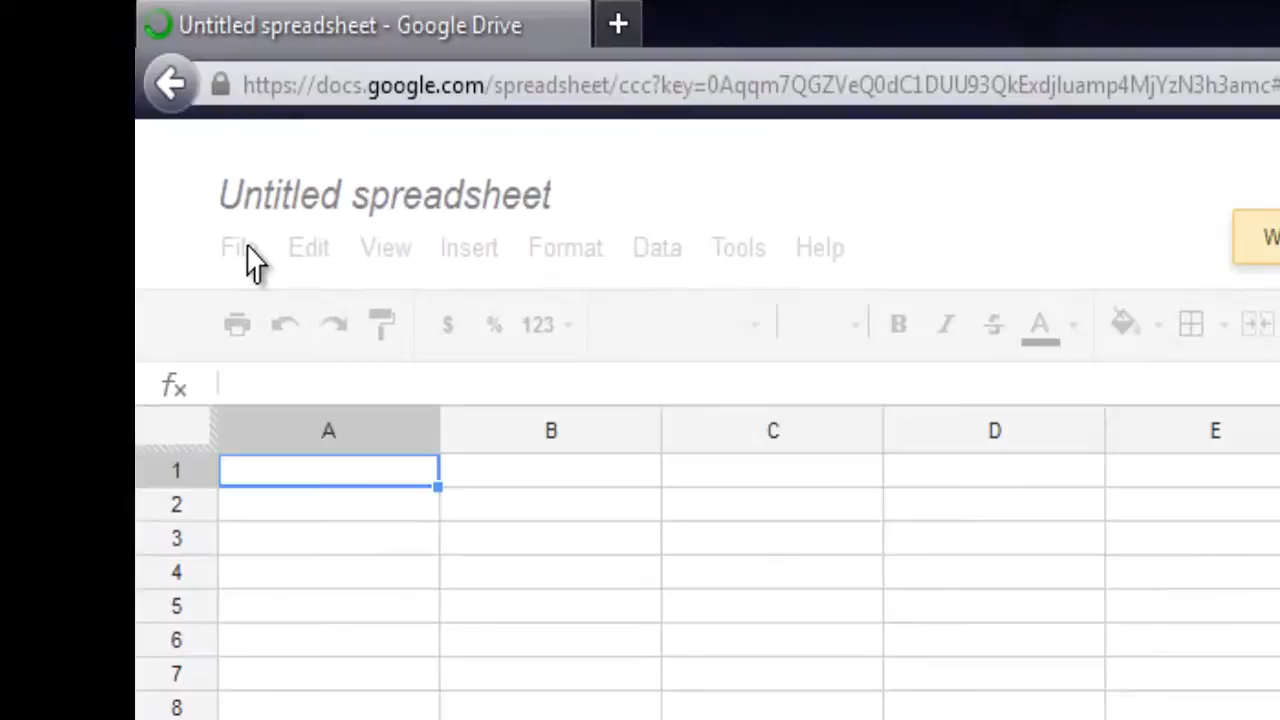 Untitled spreadsheet - Google Drive +
https://docs.google.com/spreadsheet/ccc?key=0Aqqm7QGZVeQ0dC1DUU93QkExdjluamp4MjYzN3h3amc#
Untitled spreadsheet
File Edit View Insert Format Data Tools Help
W
$ % 123 B I S A
fx
A B C D E
1
2
3
4
5
6
7
8